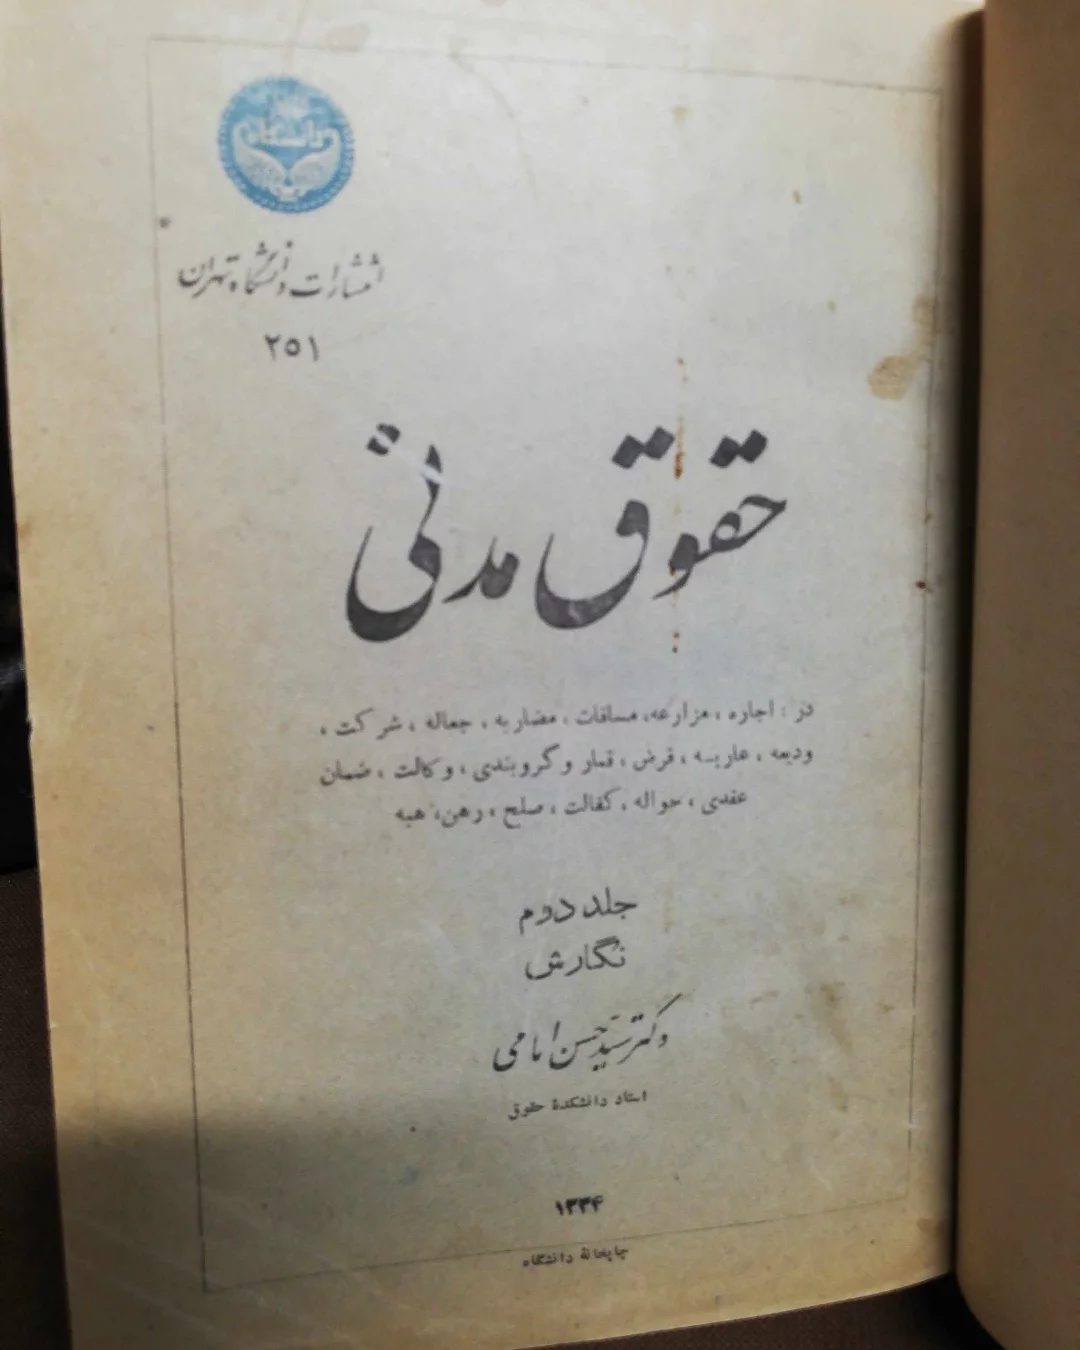 دانشگاه
انتشارات دانشگاه تهران
۲۵۱
حقوق مدنی
در : اجاره ، مزارعه، مساقات ، مضاربه ، جعاله ، شرکت ،
ودیعه ، عاریه ، قرض ، قمار و گروبندی ، وکالت ، ضمان
عقدی ، حواله ، کفالت ، صلح ، رهن، هبه
جلد دوم
نگارش
دکتر سید حسن امامی
استاد دانشکدهٔ حقوق
۱۳۳۴
چاپخانهٔ دانشگاه